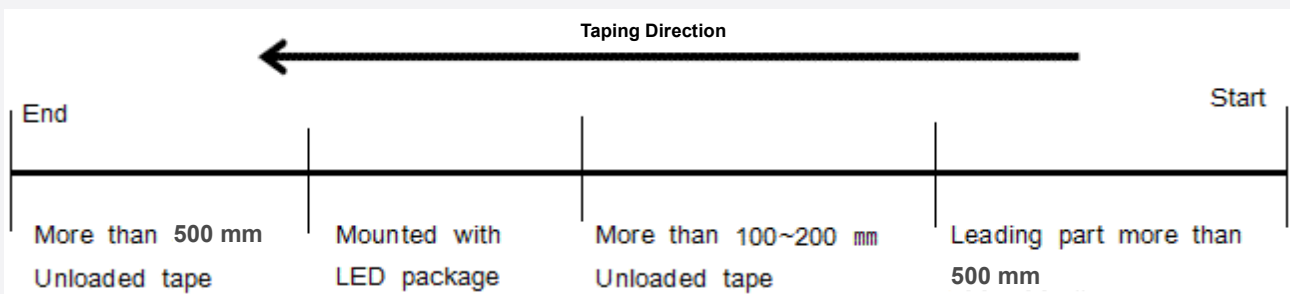 Taping Direction
End
Start
More than 500 mm
Unloaded tape
Mounted with
LED package
More than 100~200 ㎜
Unloaded tape
Leading part more than
500 mm